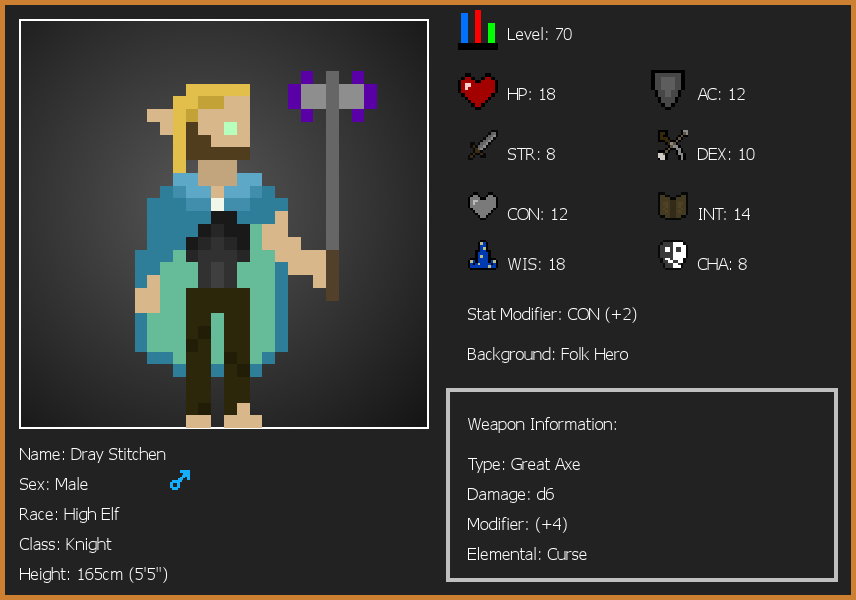 Level: 70
HP: 18
AC: 12
STR: 8
DEX: 10
CON: 12
INT: 14
WIS: 18
CHA: 8
Stat Modifier: CON (+2)
Background: Folk Hero
Weapon Information:
Type: Great Axe
Damage: d6
Modifier: (+4)
Elemental: Curse
Name: Dray Stitchen
Sex: Male
Race: High Elf
Class: Knight
Height: 165cm (5'5")